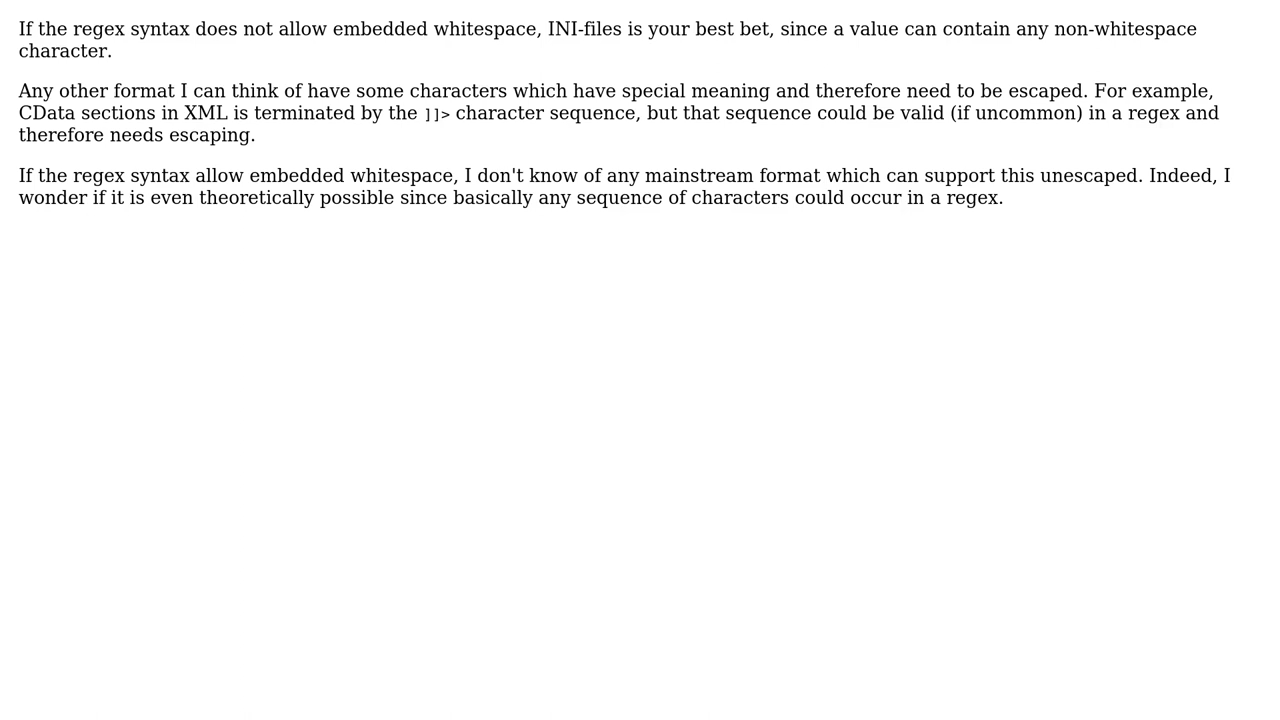 If the regex syntax does not allow embedded whitespace, INI-files is your best bet, since a value can contain any non-whitespace
character.
Any other format I can think of have some characters which have special meaning and therefore need to be escaped. For example,
CData sections in XML is terminated by the ]]> character sequence, but that sequence could be valid (if uncommon) in a regex and
therefore needs escaping.
If the regex syntax allow embedded whitespace, I don't know of any mainstream format which can support this unescaped. Indeed, I
wonder if it is even theoretically possible since basically any sequence of characters could occur in a regex.